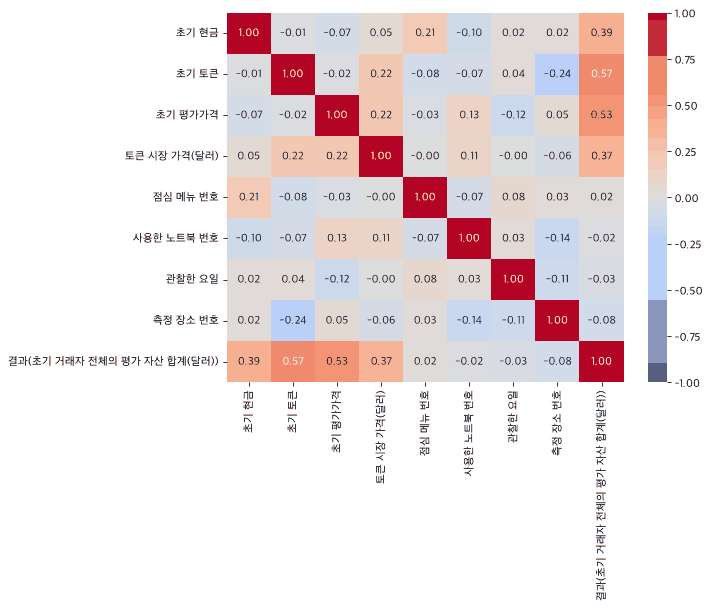 초기 현금 1.00 -0.01 -0.07 0.05 0.21 -0.10 0.02 0.02 0.39
초기 토큰 -0.01 1.00 -0.02 0.22 -0.08 -0.07 0.04 -0.24 0.57
초기 평가가격 -0.07 -0.02 1.00 0.22 -0.03 0.13 -0.12 0.05 0.53
토큰 시장 가격(달러) 0.05 0.22 0.22 1.00 -0.00 0.11 -0.00 -0.06 0.37
점심 메뉴 번호 0.21 -0.08 -0.03 -0.00 1.00 -0.07 0.08 0.03 0.02
사용한 노트북 번호 -0.10 -0.07 0.13 0.11 -0.07 1.00 0.03 -0.14 -0.02
관찰한 요일 0.02 0.04 -0.12 -0.00 0.08 0.03 1.00 -0.11 -0.03
측정 장소 번호 0.02 -0.24 0.05 -0.06 0.03 -0.14 -0.11 1.00 -0.08
결과(초기 거래자 전체의 평가 자산 합계(달러)) 0.39 0.57 0.53 0.37 0.02 -0.02 -0.03 -0.08 1.00
초기 현금
초기 토큰
초기 평가가격
토큰 시장 가격(달러)
점심 메뉴 번호
사용한 노트북 번호
관찰한 요일
측정 장소 번호
결과(초기 거래자 전체의 평가 자산 합계(달러))
1.00
0.75
0.50
0.25
0.00
-0.25
-0.50
-0.75
-1.00